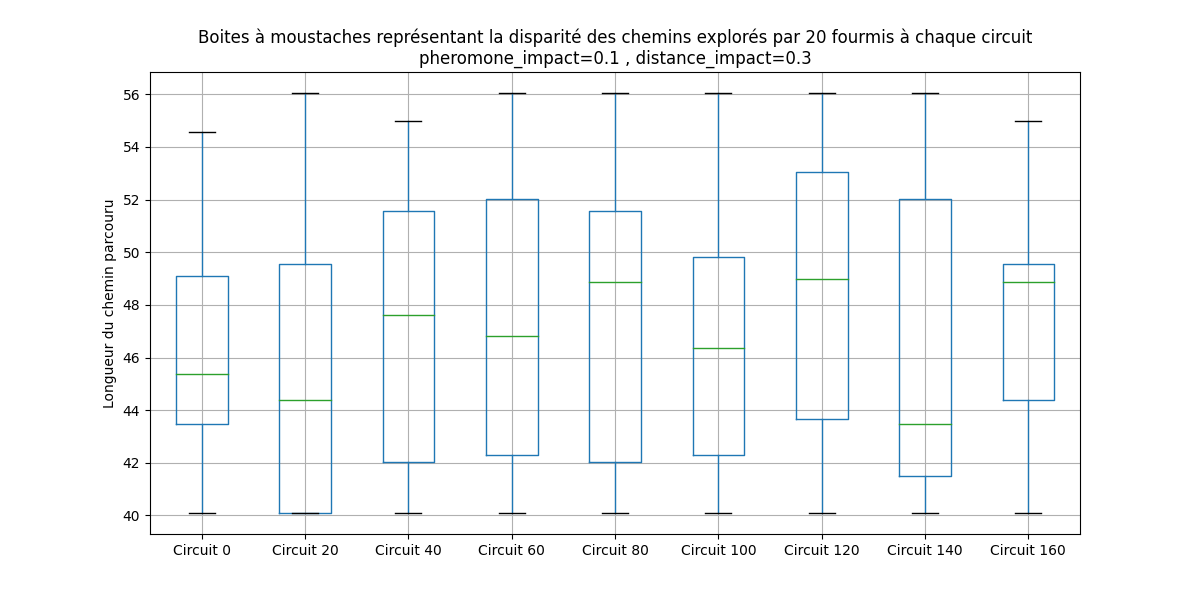 Boites à moustaches représentant la disparité des chemins explorés par 20 fourmis à chaque circuit
pheromone_impact=0.1 , distance_impact=0.3
Longueur du chemin parcouru
56
54
52
50
48
46
44
42
40
Circuit 0
Circuit 20
Circuit 40
Circuit 60
Circuit 80
Circuit 100
Circuit 120
Circuit 140
Circuit 160